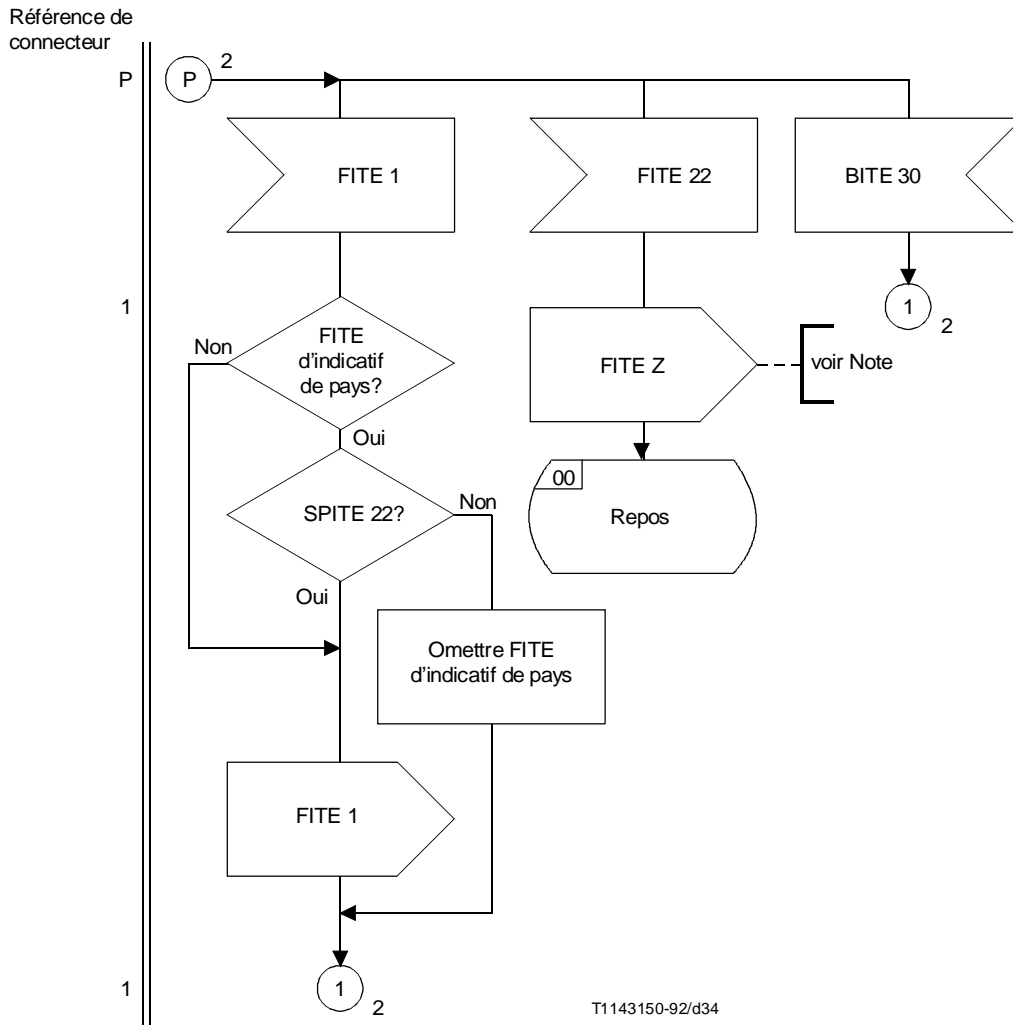 Référence de
connecteur
P
P
2
FITE 1
FITE 22
BITE 30
1
1
2
FITE
d'indicatif
de pays?
Non
Oui
FITE Z
voir Note
SPITE 22?
Non
Oui
00
Repos
Omettre FITE
d'indicatif de pays
FITE 1
1
1
2
T1143150-92/d34